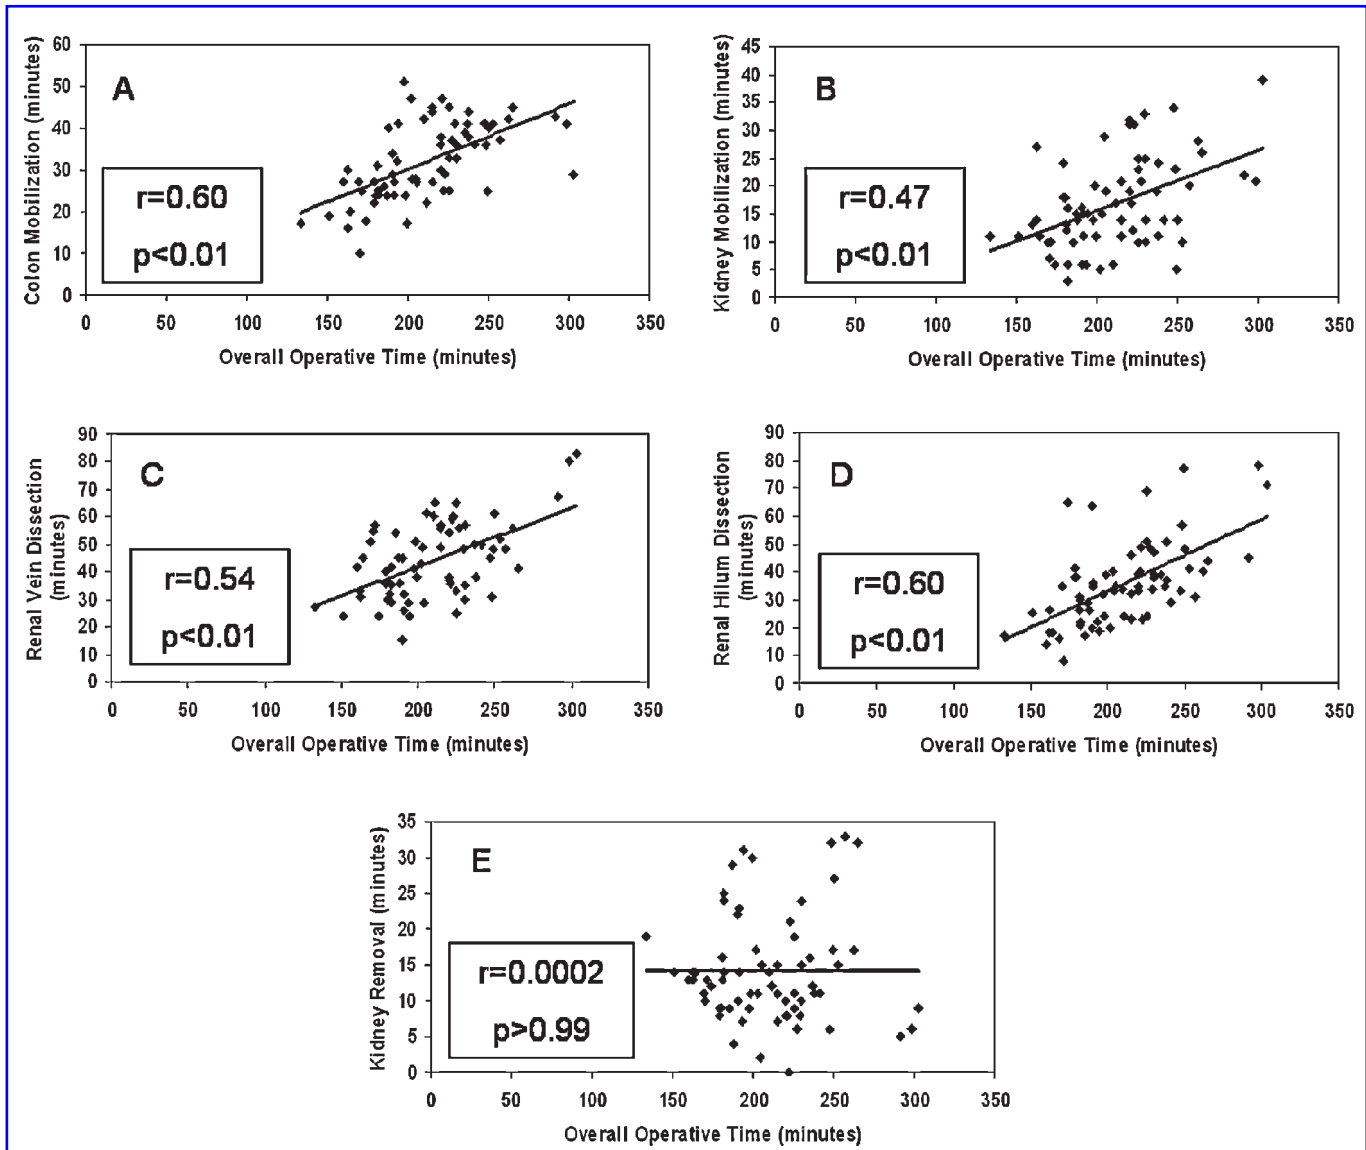 A
r=0.60
p<0.01
Colon Mobilization (minutes)
60
50
40
30
20
10
0
0 50 100 150 200 250 300 350
Overall Operative Time (minutes)
B
r=0.47
p<0.01
Kidney Mobilization (minutes)
45
40
35
30
25
20
15
10
5
0
0 50 100 150 200 250 300 350
Overall Operative Time (minutes)
C
r=0.54
p<0.01
Renal Vein Dissection
(minutes)
90
80
70
60
50
40
30
20
10
0
0 50 100 150 200 250 300 350
Overall Operative Time (minutes)
D
r=0.60
p<0.01
Renal Hilum Dissection
(minutes)
90
80
70
60
50
40
30
20
10
0
0 50 100 150 200 250 300 350
Overall Operative Time (minutes)
E
r=0.0002
p>0.99
Kidney Removal (minutes)
35
30
25
20
15
10
5
0
0 50 100 150 200 250 300 350
Overall Operative Time (minutes)